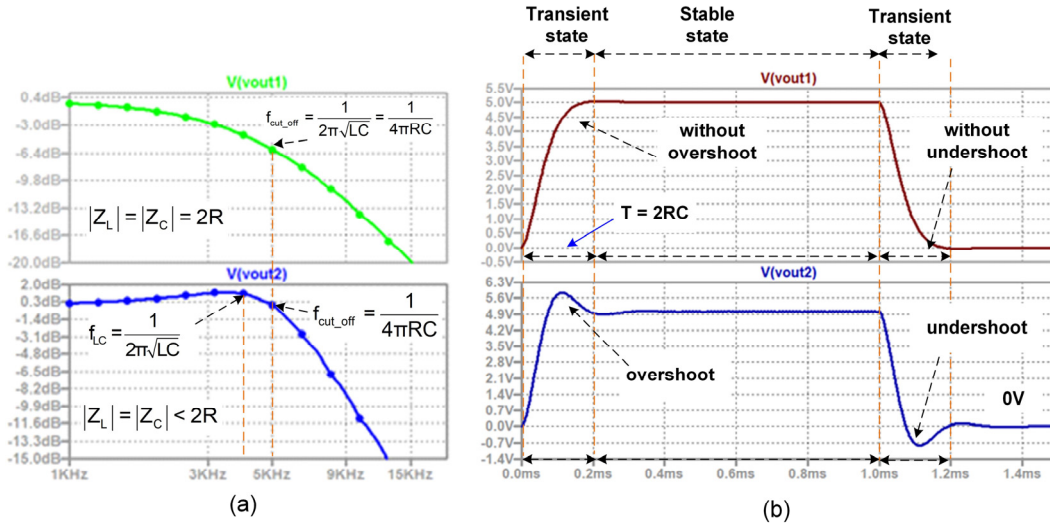 V(vout1)
0.4dB
-3.0dB
-6.4dB
-9.8dB
-13.2dB
-16.6dB
-20.0dB
f_cut_off = 1/(2π√LC) = 1/(4πRC)
|Z_L| = |Z_C| = 2R
V(vout2)
2.0dB
0.3dB
-1.4dB
-3.1dB
-4.8dB
-6.5dB
-8.2dB
-9.9dB
-11.6dB
-13.3dB
-15.0dB
f_LC = 1/(2π√LC)
f_cut_off = 1/(4πRC)
|Z_L| = |Z_C| < 2R
1KHz 3KHz 5KHz 9KHz 15KHz
(a)
Transient state
Stable state
Transient state
V(vout1)
5.5V
5.0V
4.5V
4.0V
3.5V
3.0V
2.5V
2.0V
1.5V
1.0V
0.5V
0.0V
-0.5V
without
overshoot
without
undershoot
T = 2RC
V(vout2)
6.3V
5.6V
4.9V
4.2V
3.5V
2.8V
2.1V
1.4V
0.7V
0.0V
-0.7V
-1.4V
overshoot
undershoot
0V
0.0ms 0.2ms 0.4ms 0.6ms 0.8ms 1.0ms 1.2ms 1.4ms
(b)